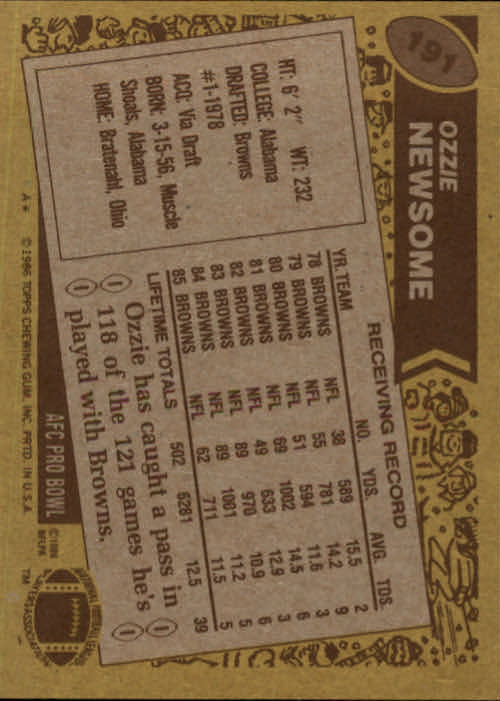 191
OZZIE
NEWSOME
HT: 6' 2" WT: 232
COLLEGE: Alabama
DRAFTED: Browns
#1-1978
ACQ: Via Draft
BORN: 3-15-56, Muscle
Shoals, Alabama
HOME: Bratenahl, Ohio
RECEIVING RECORD
YR. TEAM NO. YDS. AVG. TDS.
78 BROWNS NFL 38 589 15.5 2
79 BROWNS NFL 55 781 14.2 9
80 BROWNS NFL 51 594 11.6 3
81 BROWNS NFL 69 1002 14.5 6
82 BROWNS NFL 49 633 12.9 3
83 BROWNS NFL 89 970 10.9 6
84 BROWNS NFL 89 1001 11.2 5
85 BROWNS NFL 62 711 11.5 5
LIFETIME TOTALS 502 6281 12.5 39
Ozzie has caught a pass in
118 of the 121 games he's
played with Browns.
AFC PRO BOWL
A* © 1986 TOPPS CHEWING GUM, INC. PRTD. IN U.S.A.
©1986
NFLPA
TM